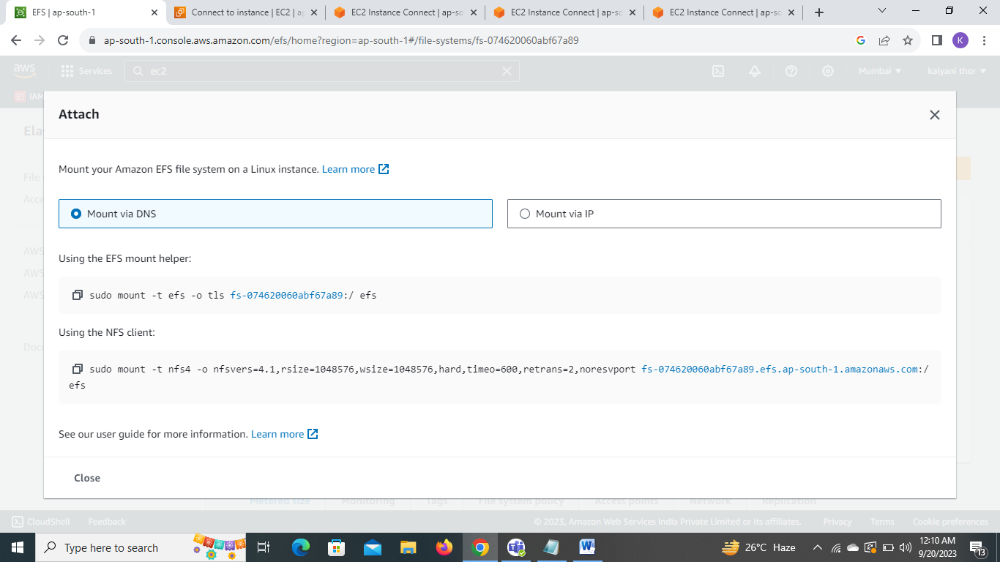 EFS | ap-south-1
Connect to instance | EC2 | a
EC2 Instance Connect | ap-so
EC2 Instance Connect | ap-so
EC2 Instance Connect | ap-so
ap-south-1.console.aws.amazon.com/efs/home?region=ap-south-1#/file-systems/fs-074620060abf67a89
K
aws
Services
ec2
Mumbai
kalyani thor
IAM
Attach
Ela
Mount your Amazon EFS file system on a Linux instance. Learn more
File
Acce
Mount via DNS
Mount via IP
AWS
Using the EFS mount helper:
AWS
sudo mount -t efs -o tls fs-074620060abf67a89:/ efs
AWS
Using the NFS client:
Docu
sudo mount -t nfs4 -o nfsvers=4.1,rsize=1048576,wsize=1048576,hard,timeo=600,retrans=2,noresvport fs-074620060abf67a89.efs.ap-south-1.amazonaws.com:/
efs
See our user guide for more information. Learn more
Close
Metered size
Monitoring
Tags
File system policy
Access points
Network
Replication
CloudShell
Feedback
© 2023, Amazon Web Services India Private Limited or its affiliates.
Privacy
Terms
Cookie preferences
Type here to search
26°C Haze
12:10 AM
9/20/2023
13